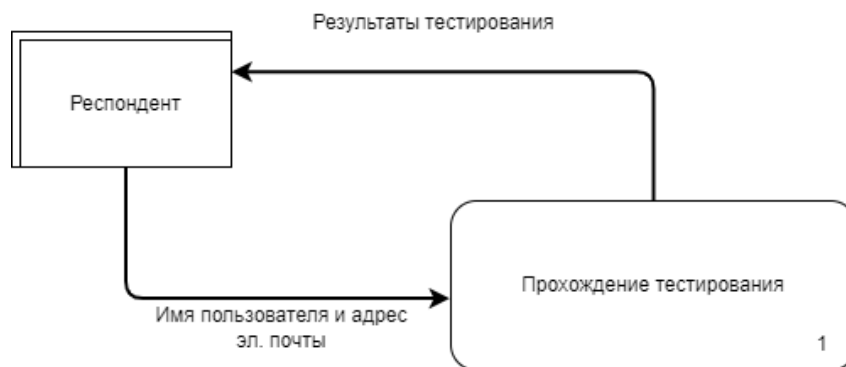 Результаты тестирования
Респондент
Прохождение тестирования
Имя пользователя и адрес
эл. почты
1